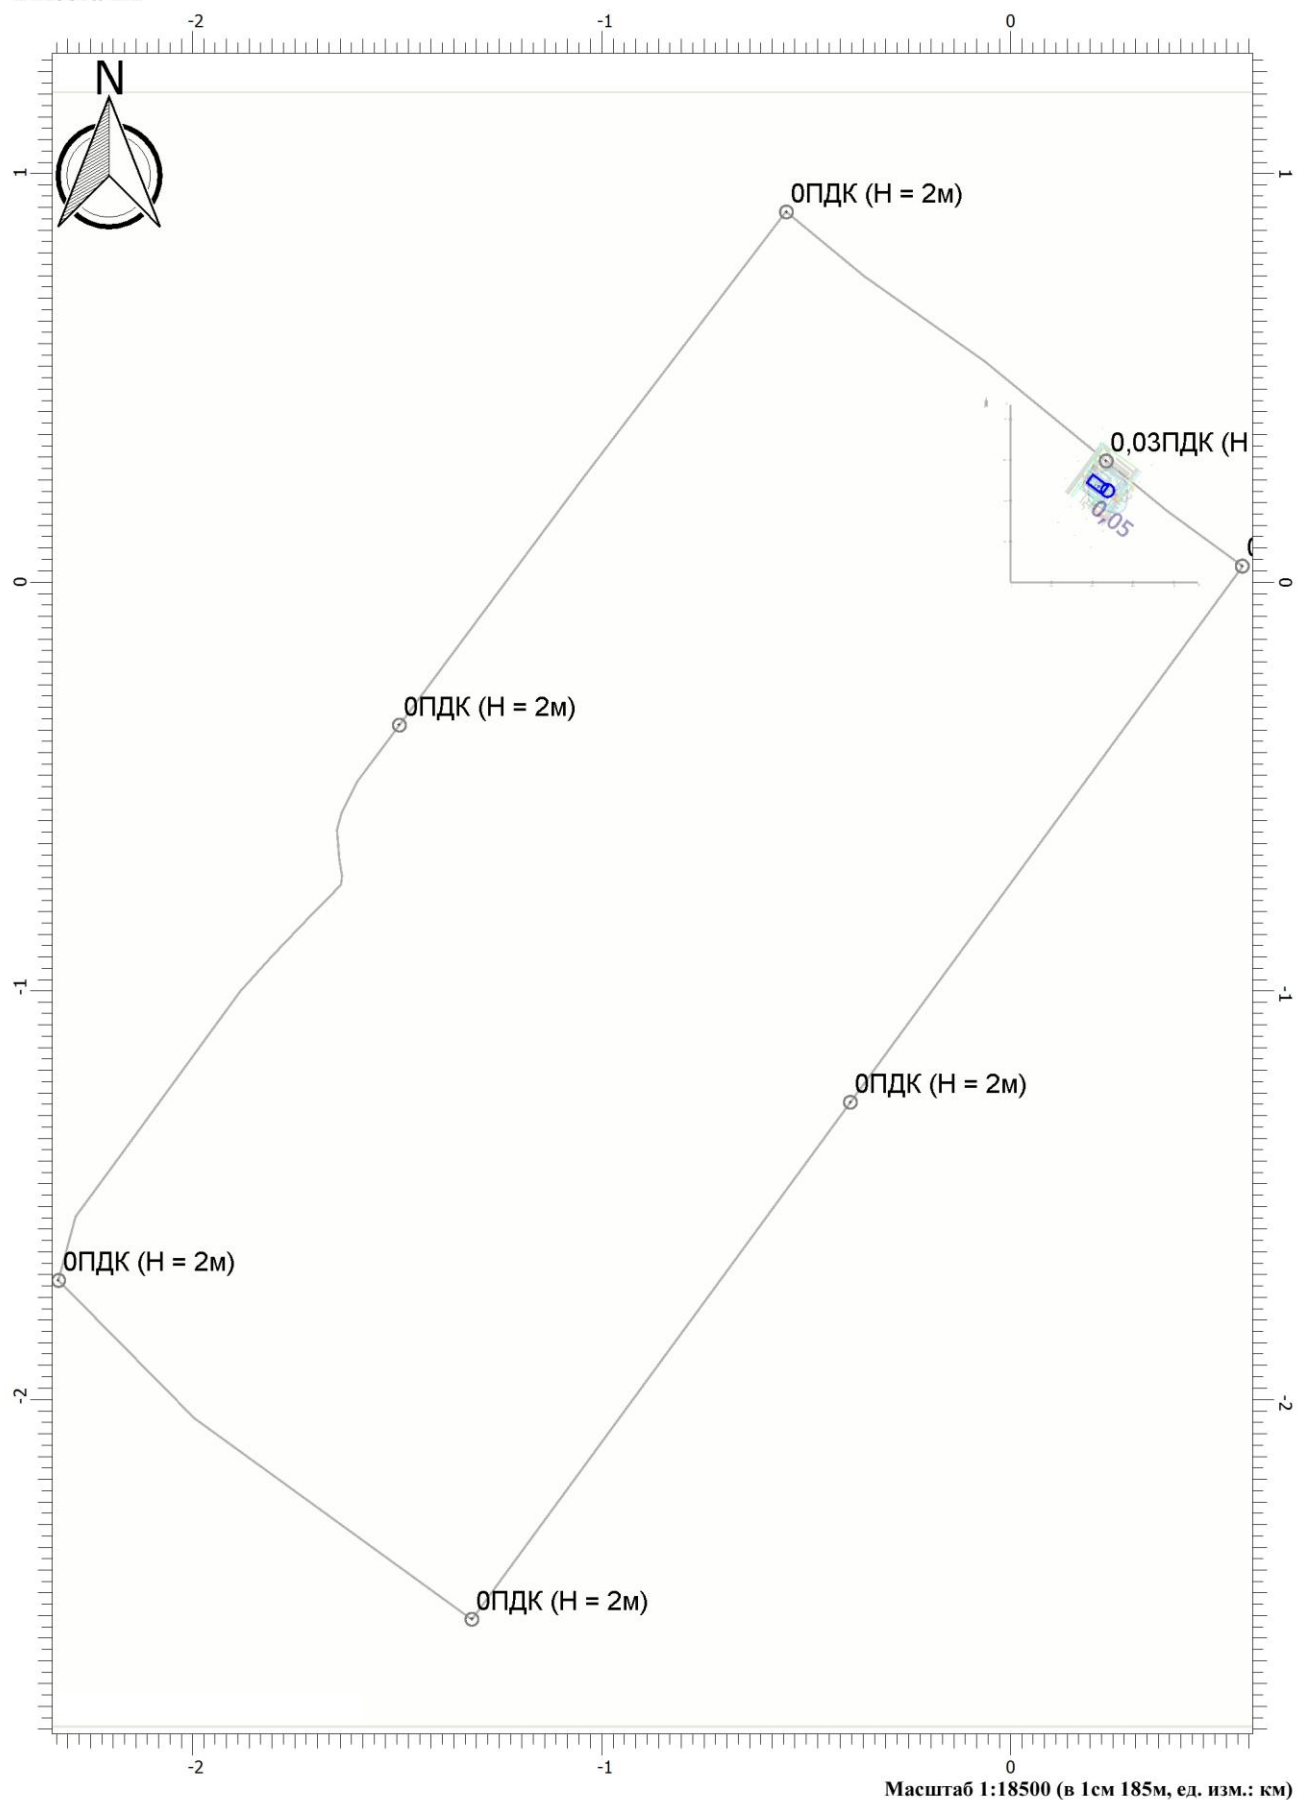 -2 -1 0
N
1 1
0ПДК (Н = 2м)
0,03ПДК (Н
0,05
0
0 0
0ПДК (Н = 2м)
-1 -1
0ПДК (Н = 2м)
0ПДК (Н = 2м)
-2 -2
0ПДК (Н = 2м)
-2 -1 0
Масштаб 1:18500 (в 1см 185м, ед. изм.: км)